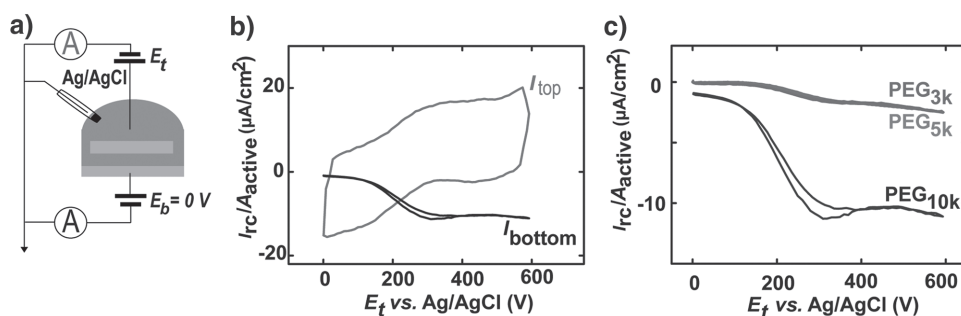 a)
A
E_t
Ag/AgCl
E_b = 0 V
A
b)
I_rc/A_active (μA/cm²)
20
0
-20
I_top
I_bottom
0 200 400 600
E_t vs. Ag/AgCl (V)
c)
I_rc/A_active (μA/cm²)
0
-10
PEG_3k
PEG_5k
PEG_10k
0 200 400 600
E_t vs. Ag/AgCl (V)